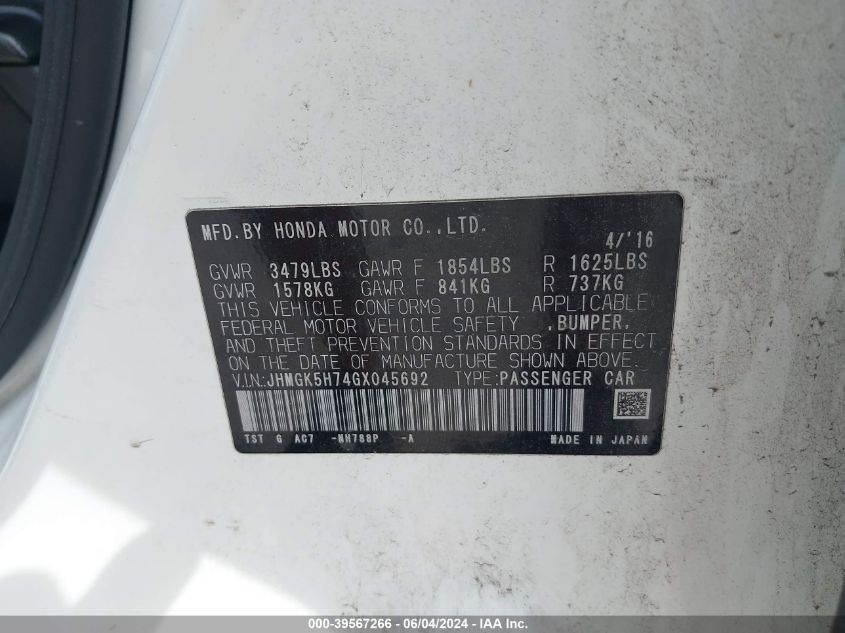 MFD.BY HONDA MOTOR CO.,LTD. 4/'16
GVWR 3479LBS GAWR F 1854LBS R 1625LBS
GVWR 1578KG GAWR F 841KG R 737KG
THIS VEHICLE CONFORMS TO ALL APPLICABLE
FEDERAL MOTOR VEHICLE SAFETY ,BUMPER,
AND THEFT PREVENTION STANDARDS IN EFFECT
ON THE DATE OF MANUFACTURE SHOWN ABOVE.
V.I.N:JHMGK5H74GX045692 TYPE:PASSENGER CAR
TST G AC7 -NH788P -A MADE IN JAPAN
000-39567266 - 06/04/2024 - IAA Inc.